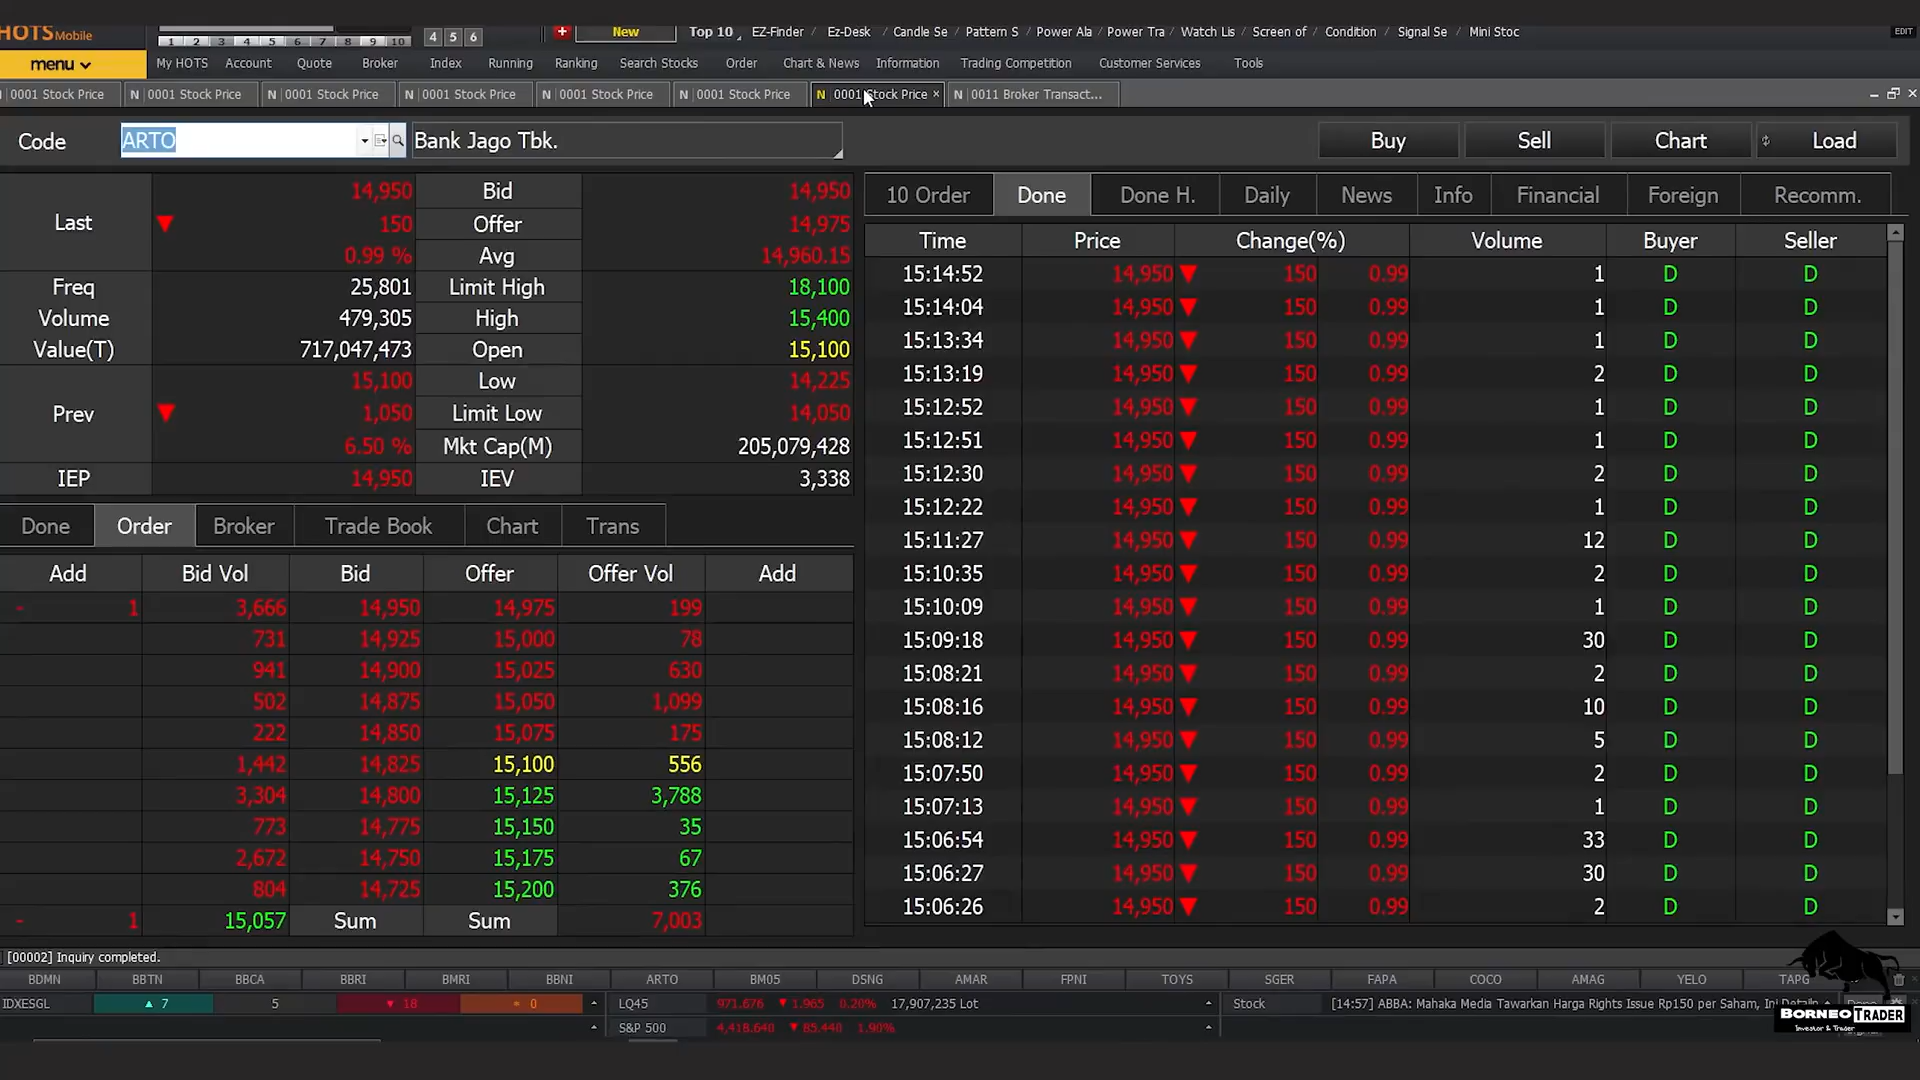 HOTS Mobile
1 2 3 4 5 6 7 8 9 10 4 5 6 New Top 10 EZ-Finder / Ez-Desk / Candle Se / Pattern S / Power Ala / Power Tra / Watch Lis / Screen of / Condition / Signal Se / Mini Stoc EDIT
menu My HOTS Account Quote Broker Index Running Ranking Search Stocks Order Chart & News Information Trading Competition Customer Services Tools
0001 Stock Price N 0001 Stock Price N 0001 Stock Price N 0001 Stock Price N 0001 Stock Price N 0001 Stock Price N 0001 Stock Price × N 0011 Broker Transact...
Code ARTO Bank Jago Tbk. Buy Sell Chart Load
10 Order Done Done H. Daily News Info Financial Foreign Recomm.
Last ▼ 14,950 150 0.99 %
Bid 14,950
Offer 14,975
Avg 14,960.15
Freq 25,801 Limit High 18,100
Volume 479,305 High 15,400
Value(T) 717,047,473 Open 15,100
Prev ▼ 15,100 1,050 6.50 %
Low 14,225
Limit Low 14,050
Mkt Cap(M) 205,079,428
IEP 14,950 IEV 3,338
Done Order Broker Trade Book Chart Trans
Add Bid Vol Bid Offer Offer Vol Add
- 1 3,666 14,950 14,975 199
731 14,925 15,000 78
941 14,900 15,025 630
502 14,875 15,050 1,099
222 14,850 15,075 175
1,442 14,825 15,100 556
3,304 14,800 15,125 3,788
773 14,775 15,150 35
2,672 14,750 15,175 67
804 14,725 15,200 376
- 1 15,057 Sum Sum 7,003
Time Price Change(%) Volume Buyer Seller
15:14:52 14,950 ▼ 150 0.99 1 D D
15:14:04 14,950 ▼ 150 0.99 1 D D
15:13:34 14,950 ▼ 150 0.99 1 D D
15:13:19 14,950 ▼ 150 0.99 2 D D
15:12:52 14,950 ▼ 150 0.99 1 D D
15:12:51 14,950 ▼ 150 0.99 1 D D
15:12:30 14,950 ▼ 150 0.99 2 D D
15:12:22 14,950 ▼ 150 0.99 1 D D
15:11:27 14,950 ▼ 150 0.99 12 D D
15:10:35 14,950 ▼ 150 0.99 2 D D
15:10:09 14,950 ▼ 150 0.99 1 D D
15:09:18 14,950 ▼ 150 0.99 30 D D
15:08:21 14,950 ▼ 150 0.99 2 D D
15:08:16 14,950 ▼ 150 0.99 10 D D
15:08:12 14,950 ▼ 150 0.99 5 D D
15:07:50 14,950 ▼ 150 0.99 2 D D
15:07:13 14,950 ▼ 150 0.99 1 D D
15:06:54 14,950 ▼ 150 0.99 33 D D
15:06:27 14,950 ▼ 150 0.99 30 D D
15:06:26 14,950 ▼ 150 0.99 2 D D
[00002] Inquiry completed.
BDMN BBTN BBCA BBRI BMRI BBNI ARTO BM05 DSNG AMAR FPNI TOYS SGER FAPA COCO AMAG YELO TAPG
IDXESGL ▲ 7 5 ▼ 18 0 LQ45 971.676 ▼ 1.965 0.20% 17,907,235 Lot Stock [14:57] ABBA: Mahaka Media Tawarkan Harga Rights Issue Rp150 per Saham, Ini Details
S&P 500 4,418.640 ▼ 85.440 1.90%
BORNEO TRADER
Investor & Trader